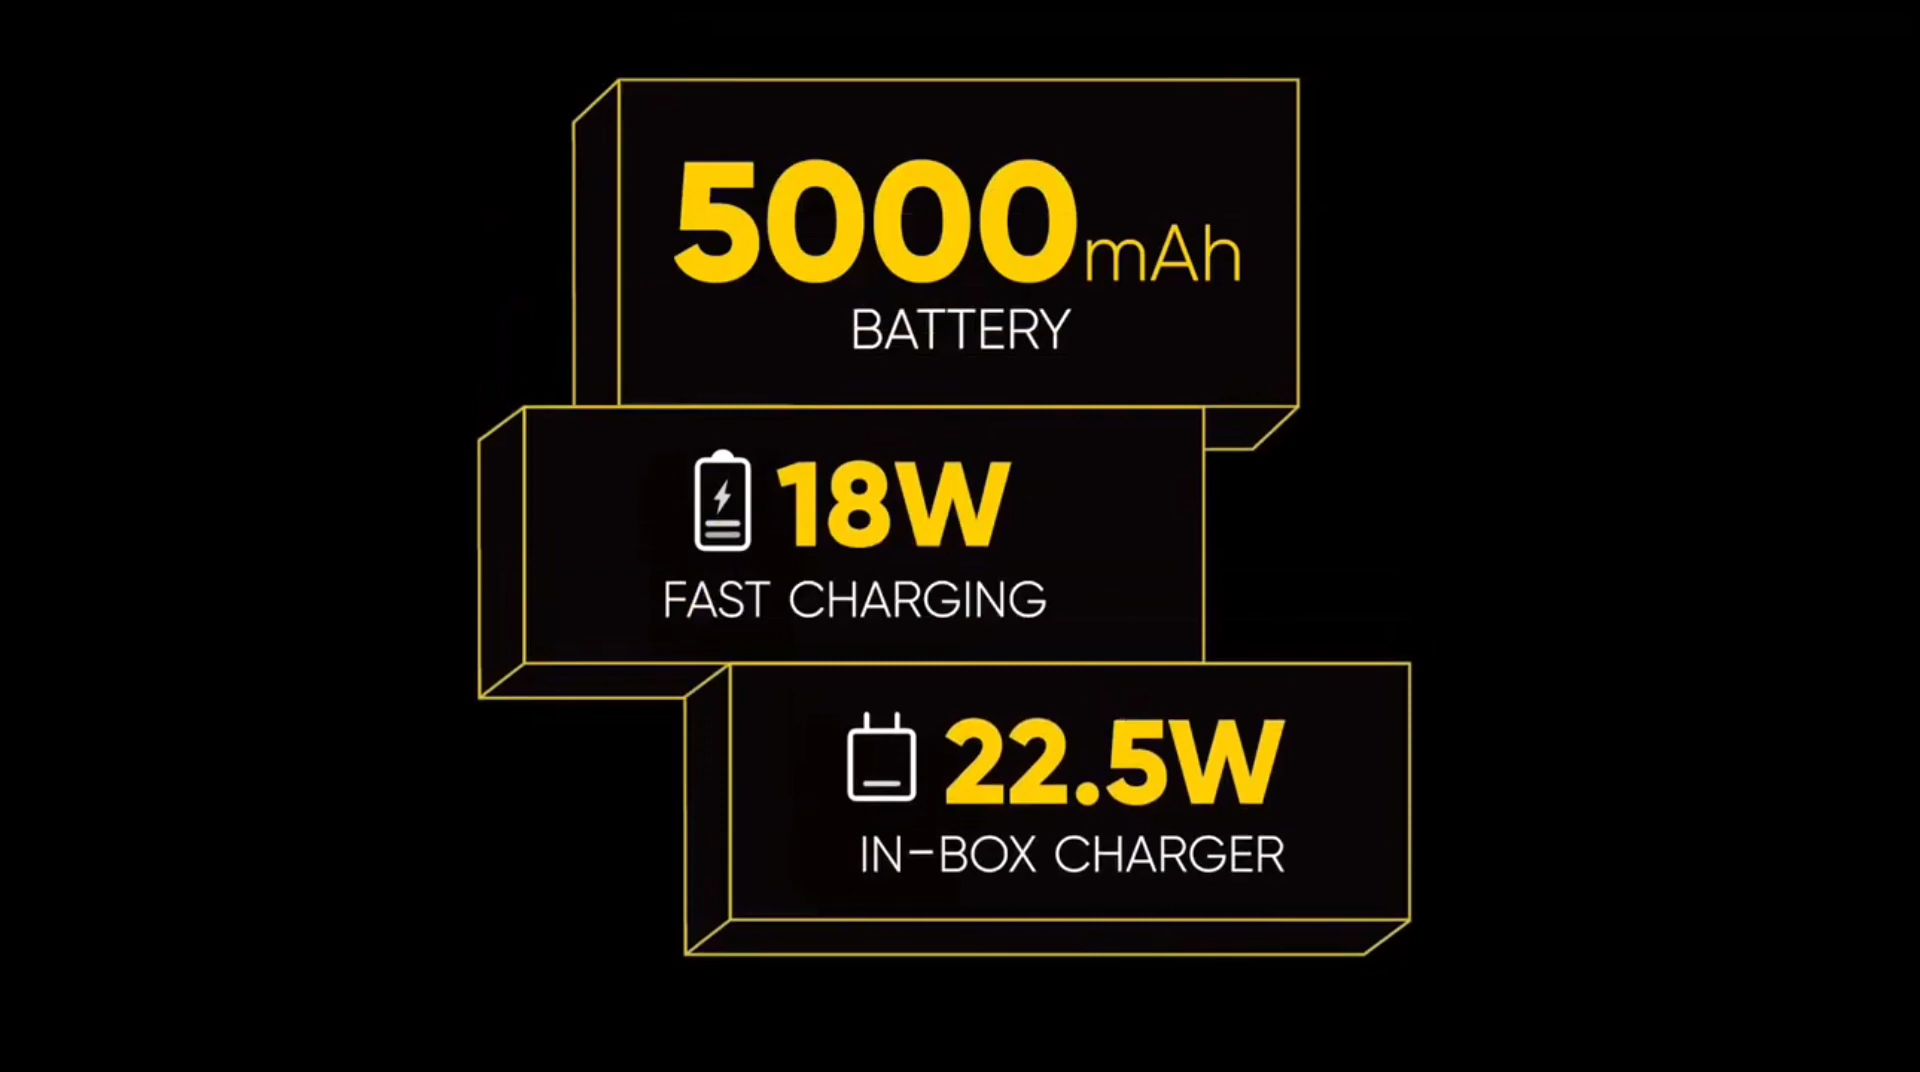 5000mAh
BATTERY
18W
FAST CHARGING
22.5W
IN-BOX CHARGER